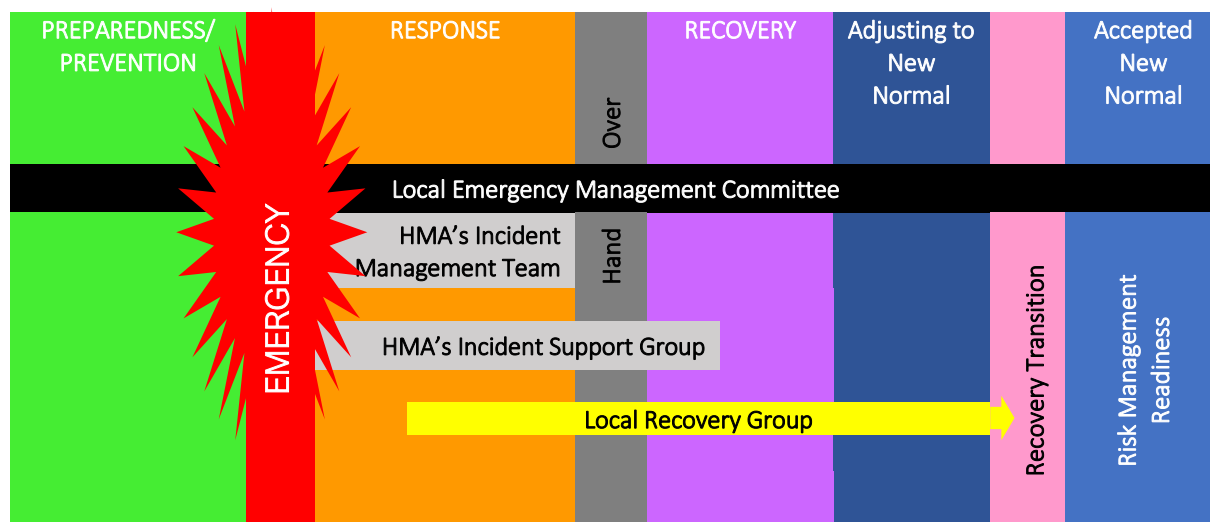 PREPAREDNESS/
PREVENTION
RESPONSE
RECOVERY
Adjusting to
New
Normal
Accepted
New
Normal
Local Emergency Management Committee
EMERGENCY
HMA's Incident
Management Team
Hand Over
HMA's Incident Support Group
Local Recovery Group
Recovery Transition
Risk Management
Readiness